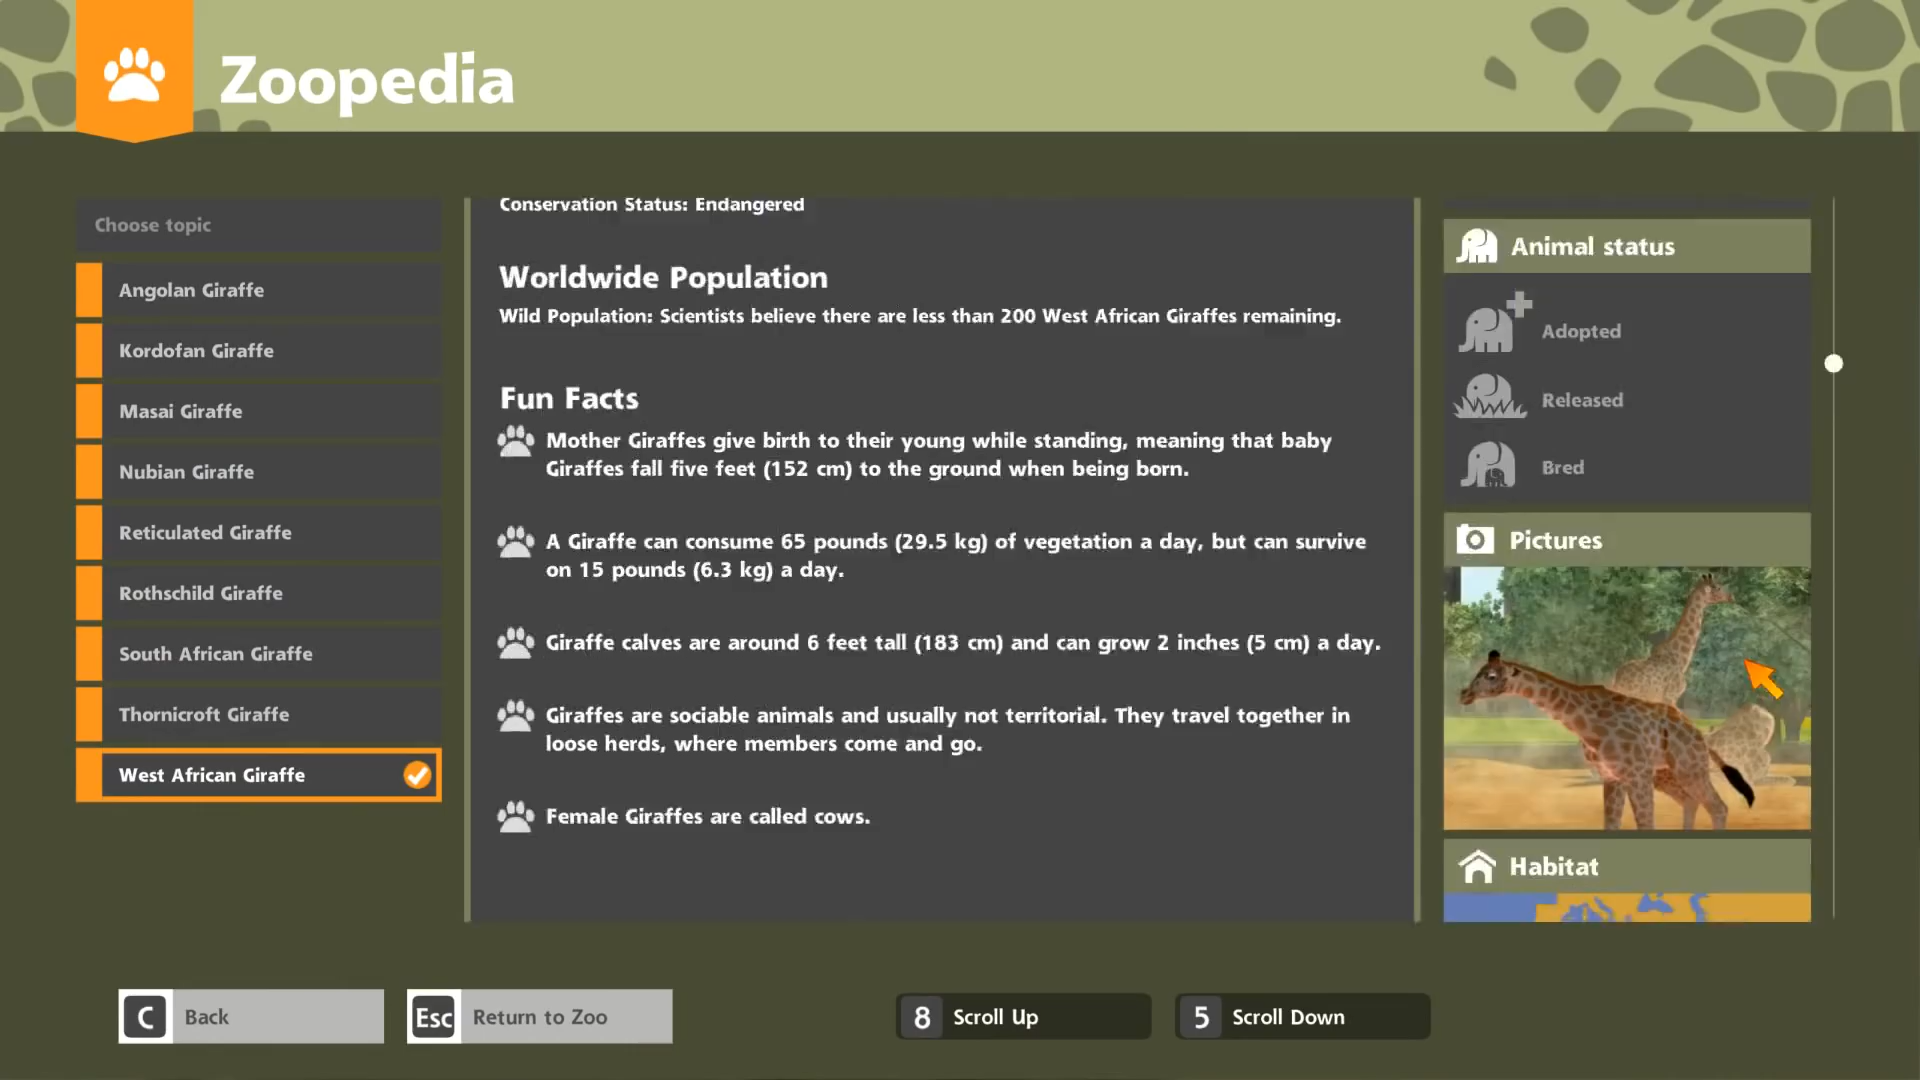 Zoopedia
Choose topic
Angolan Giraffe
Kordofan Giraffe
Masai Giraffe
Nubian Giraffe
Reticulated Giraffe
Rothschild Giraffe
South African Giraffe
Thornicroft Giraffe
West African Giraffe
Conservation Status: Endangered
Worldwide Population
Wild Population: Scientists believe there are less than 200 West African Giraffes remaining.
Fun Facts
Mother Giraffes give birth to their young while standing, meaning that baby
Giraffes fall five feet (152 cm) to the ground when being born.
A Giraffe can consume 65 pounds (29.5 kg) of vegetation a day, but can survive
on 15 pounds (6.3 kg) a day.
Giraffe calves are around 6 feet tall (183 cm) and can grow 2 inches (5 cm) a day.
Giraffes are sociable animals and usually not territorial. They travel together in
loose herds, where members come and go.
Female Giraffes are called cows.
Animal status
Adopted
Released
Bred
Pictures
Habitat
C Back
Esc Return to Zoo
8 Scroll Up
5 Scroll Down